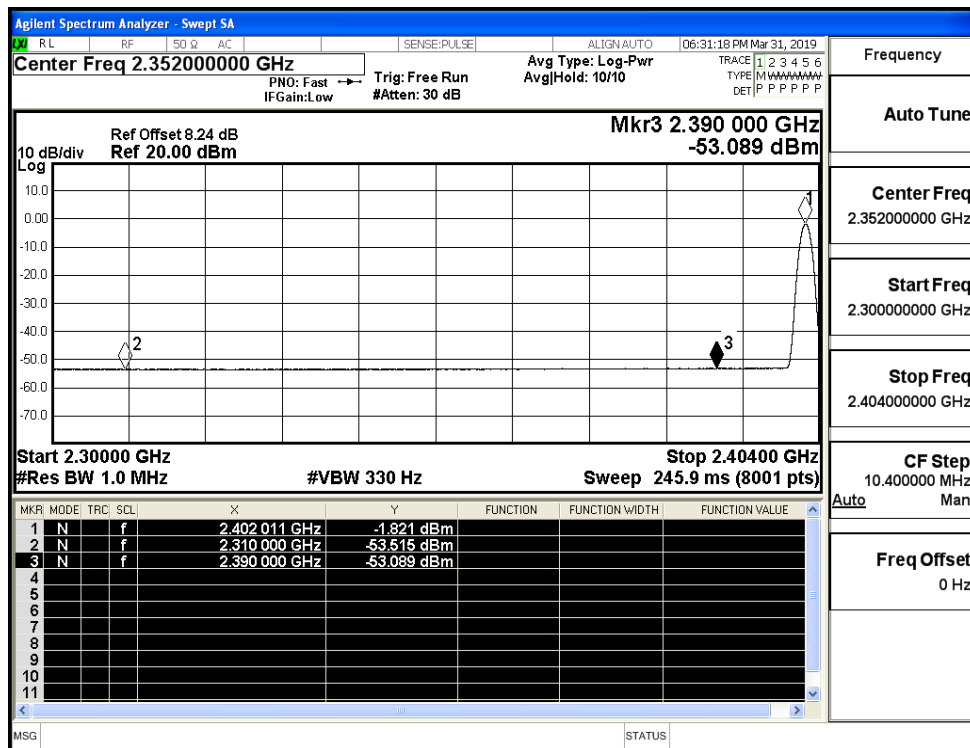 Agilent Spectrum Analyzer - Swept SA
LXI RL RF 50 Ω AC SENSE:PULSE ALIGN AUTO 06:31:18 PM Mar 31, 2019
Center Freq 2.352000000 GHz
PNO: Fast
IFGain:Low
Trig: Free Run
#Atten: 30 dB
Avg Type: Log-Pwr
Avg|Hold: 10/10
TRACE 1 2 3 4 5 6
TYPE M WWWWW
DET P P P P P P
Mkr3 2.390 000 GHz
-53.089 dBm
Ref Offset 8.24 dB
10 dB/div Ref 20.00 dBm
Log
10.0
0.00
-10.0
-20.0
-30.0
-40.0
-50.0
-60.0
-70.0
1
2
3
Start 2.30000 GHz Stop 2.40400 GHz
#Res BW 1.0 MHz #VBW 330 Hz Sweep 245.9 ms (8001 pts)
MKR MODE TRC SCL X Y FUNCTION FUNCTION WIDTH FUNCTION VALUE
1 N f 2.402 011 GHz -1.821 dBm
2 N f 2.310 000 GHz -53.515 dBm
3 N f 2.390 000 GHz -53.089 dBm
4
5
6
7
8
9
10
11
MSG STATUS
Frequency
Auto Tune
Center Freq
2.352000000 GHz
Start Freq
2.300000000 GHz
Stop Freq
2.404000000 GHz
CF Step
10.400000 MHz
Auto Man
Freq Offset
0 Hz